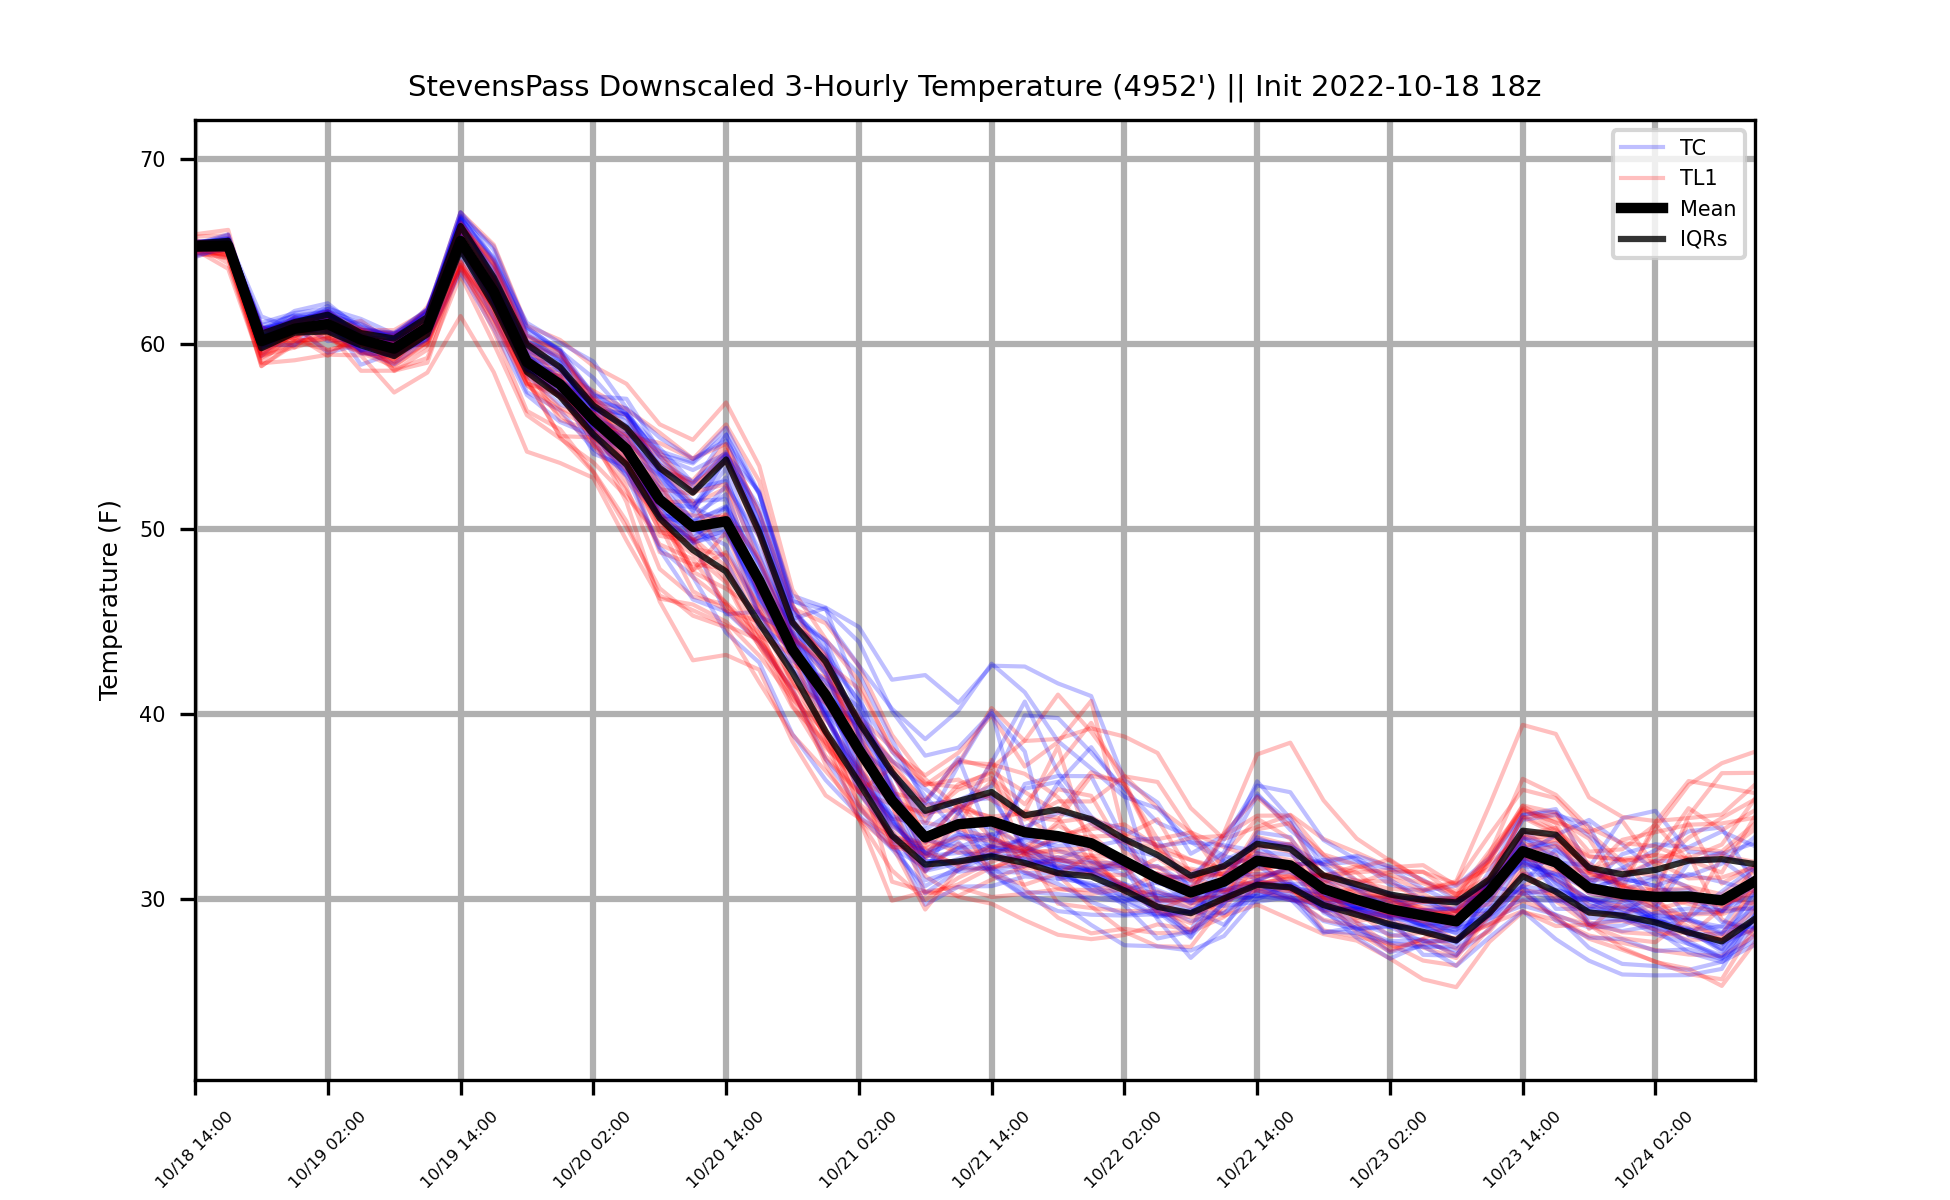 StevensPass Downscaled 3-Hourly Temperature (4952') || Init 2022-10-18 18z
TC
TL1
Mean
IQRs
Temperature (F)
70
60
50
40
30
10/18 14:00
10/19 02:00
10/19 14:00
10/20 02:00
10/20 14:00
10/21 02:00
10/21 14:00
10/22 02:00
10/22 14:00
10/23 02:00
10/23 14:00
10/24 02:00